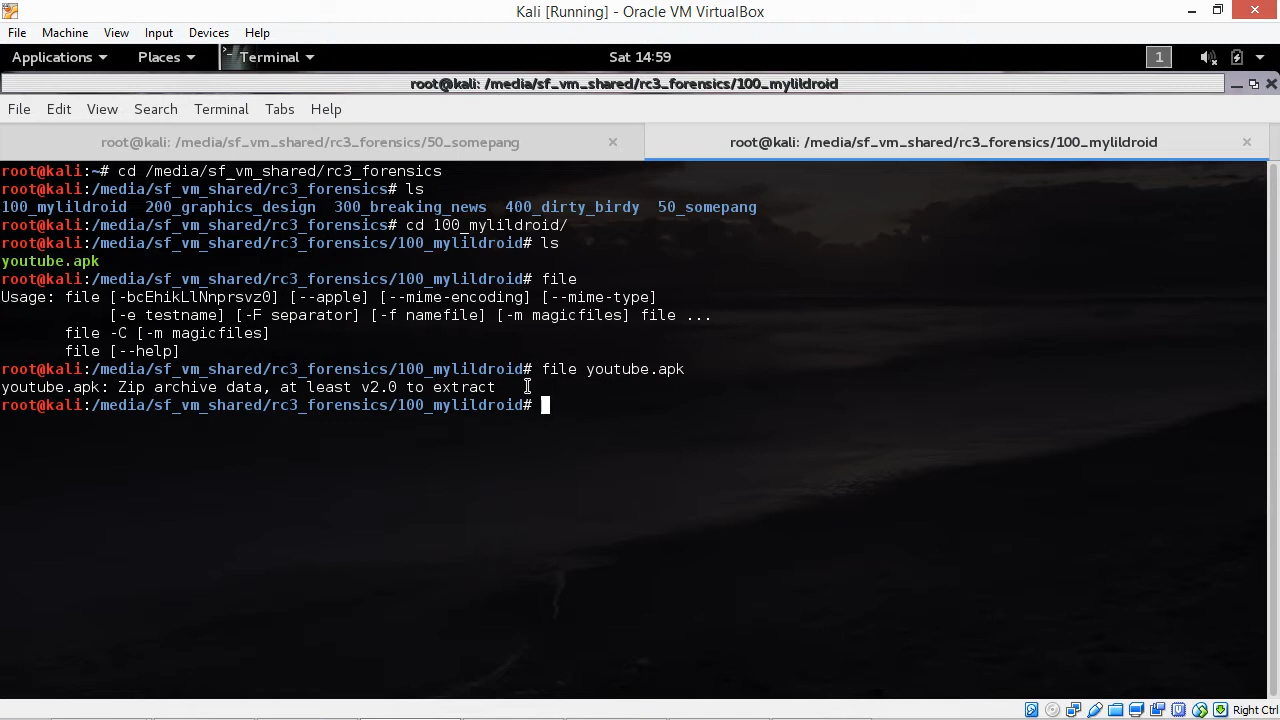 Kali [Running] - Oracle VM VirtualBox
File Machine View Input Devices Help
Applications Places Terminal Sat 14:59 1
root@kali: /media/sf_vm_shared/rc3_forensics/100_mylildroid
File Edit View Search Terminal Tabs Help
root@kali: /media/sf_vm_shared/rc3_forensics/50_somepang × root@kali: /media/sf_vm_shared/rc3_forensics/100_mylildroid ×
root@kali:~# cd /media/sf_vm_shared/rc3_forensics
root@kali:/media/sf_vm_shared/rc3_forensics# ls
100_mylildroid 200_graphics_design 300_breaking_news 400_dirty_birdy 50_somepang
root@kali:/media/sf_vm_shared/rc3_forensics# cd 100_mylildroid/
root@kali:/media/sf_vm_shared/rc3_forensics/100_mylildroid# ls
youtube.apk
root@kali:/media/sf_vm_shared/rc3_forensics/100_mylildroid# file
Usage: file [-bcEhikLlNnprsvz0] [--apple] [--mime-encoding] [--mime-type]
[-e testname] [-F separator] [-f namefile] [-m magicfiles] file ...
file -C [-m magicfiles]
file [--help]
root@kali:/media/sf_vm_shared/rc3_forensics/100_mylildroid# file youtube.apk
youtube.apk: Zip archive data, at least v2.0 to extract
root@kali:/media/sf_vm_shared/rc3_forensics/100_mylildroid#
Right Ctrl